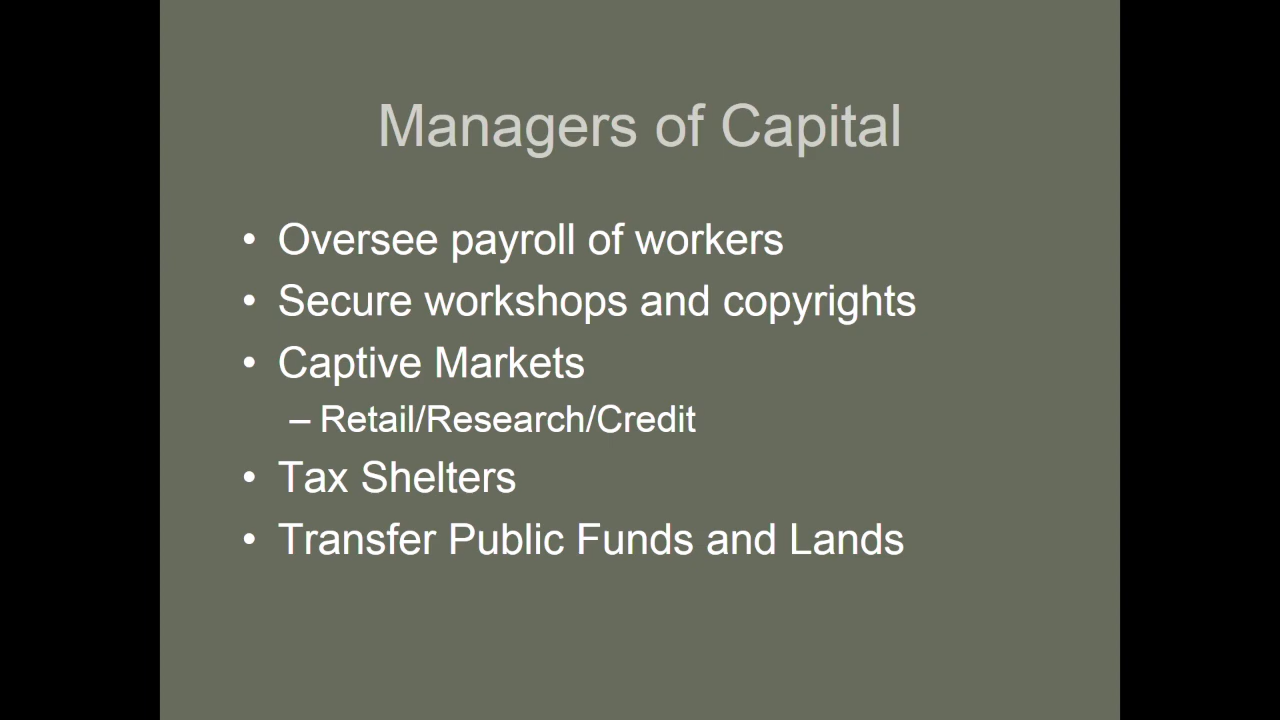 Managers of Capital
• Oversee payroll of workers
• Secure workshops and copyrights
• Captive Markets
– Retail/Research/Credit
• Tax Shelters
• Transfer Public Funds and Lands